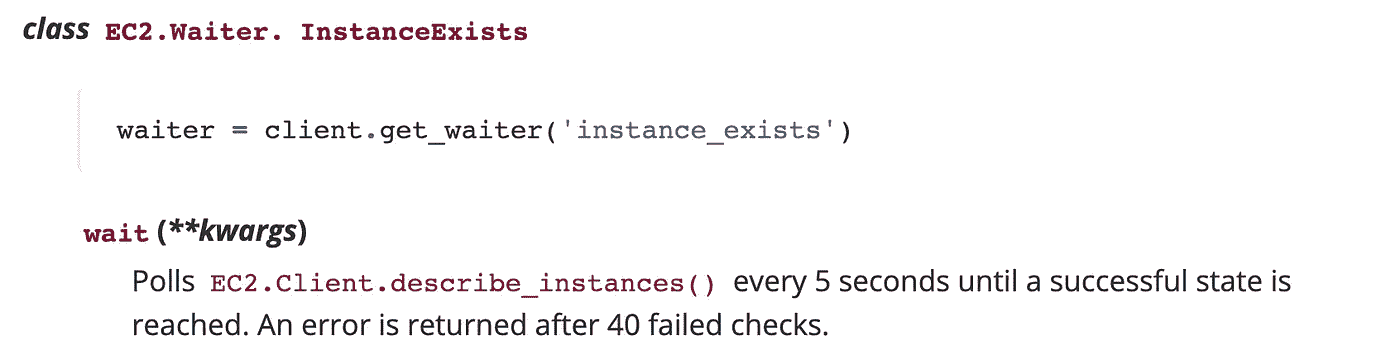 class EC2.Waiter. InstanceExists
waiter = client.get_waiter('instance_exists')
wait (**kwargs)
Polls EC2.Client.describe_instances() every 5 seconds until a successful state is
reached. An error is returned after 40 failed checks.